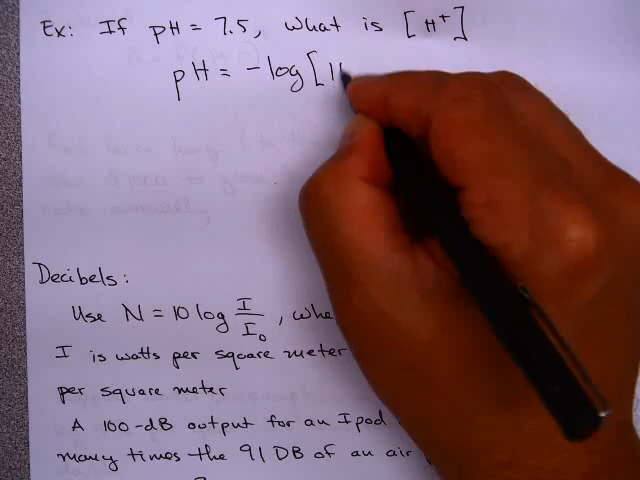 Ex: If pH = 7.5, What is [H⁺]
pH = -log[
Decibels:
Use N = 10 log I/I₀,
I is watts per square meter
per square meter
A 100-dB output for an Ipod
many times the 91 DB of an air